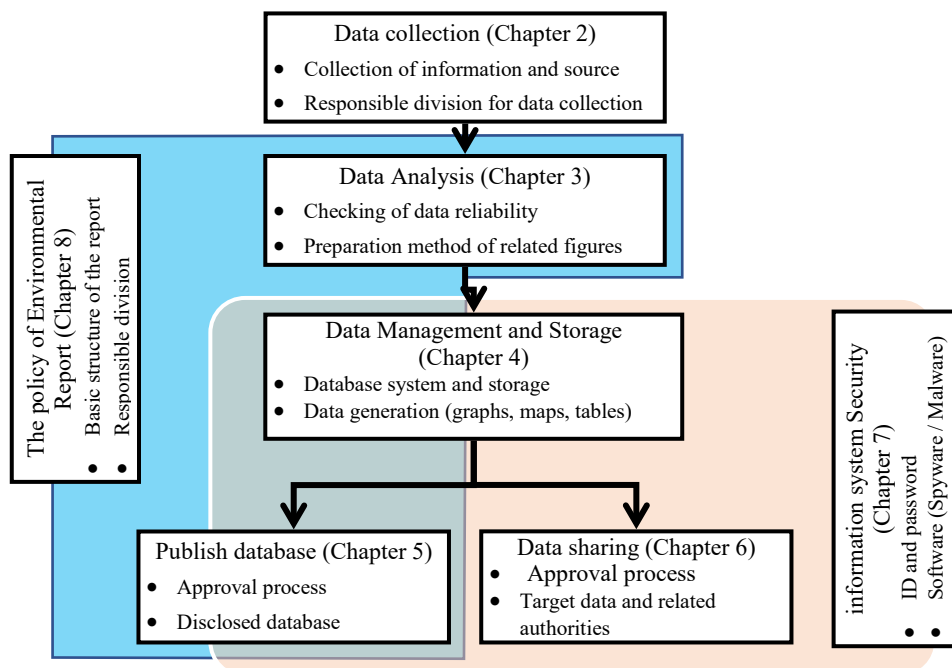 Data collection (Chapter 2)
• Collection of information and source
• Responsible division for data collection
Data Analysis (Chapter 3)
• Checking of data reliability
• Preparation method of related figures
The policy of Environmental
Report (Chapter 8)
• Basic structure of the report
• Responsible division
Data Management and Storage
(Chapter 4)
• Database system and storage
• Data generation (graphs, maps, tables)
information system Security
(Chapter 7)
• ID and password
• Software (Spyware / Malware)
Publish database (Chapter 5)
• Approval process
• Disclosed database
Data sharing (Chapter 6)
• Approval process
• Target data and related
authorities